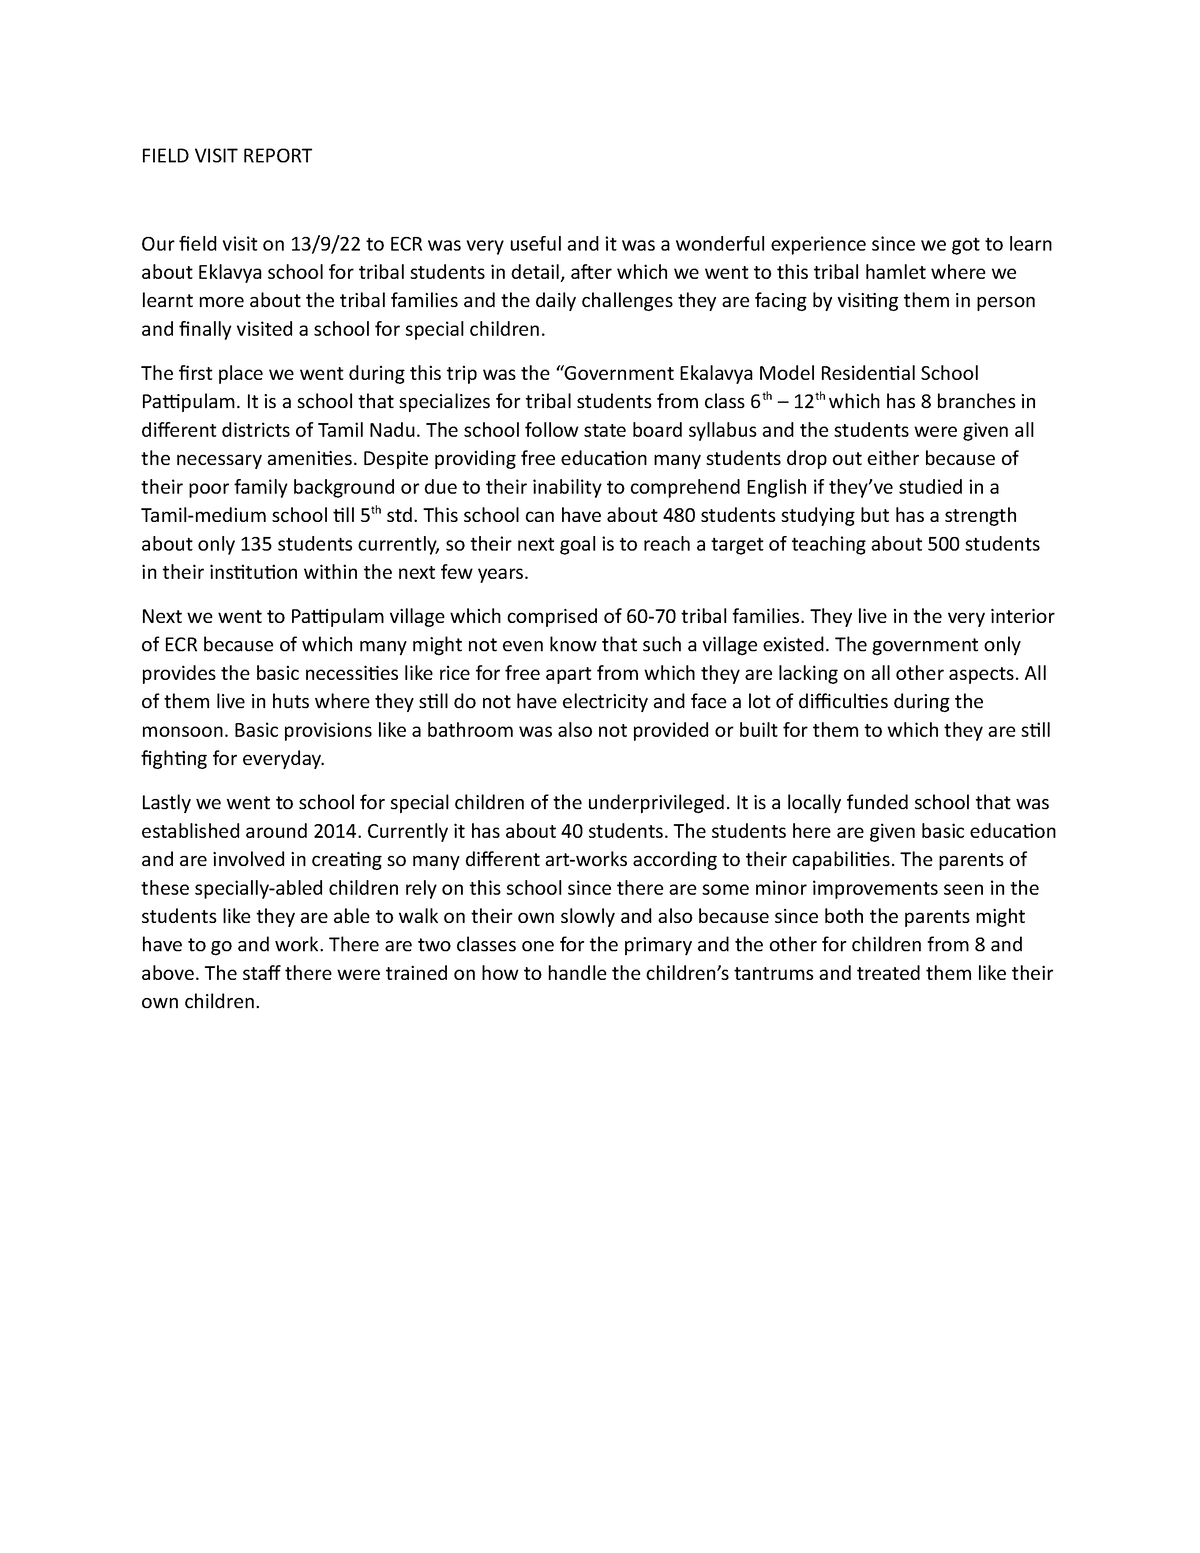 FIELD VISIT REPORT
Our field visit on 13/9/22 to ECR was very useful and it was a wonderful experience since we got to learn
about Eklavya school for tribal students in detail, after which we went to this tribal hamlet where we
learnt more about the tribal families and the daily challenges they are facing by visiting them in person
and finally visited a school for special children.
The first place we went during this trip was the “Government Ekalavya Model Residential School
Pattipulam. It is a school that specializes for tribal students from class 6th – 12th which has 8 branches in
different districts of Tamil Nadu. The school follow state board syllabus and the students were given all
the necessary amenities. Despite providing free education many students drop out either because of
their poor family background or due to their inability to comprehend English if they’ve studied in a
Tamil-medium school till 5th std. This school can have about 480 students studying but has a strength
about only 135 students currently, so their next goal is to reach a target of teaching about 500 students
in their institution within the next few years.
Next we went to Pattipulam village which comprised of 60-70 tribal families. They live in the very interior
of ECR because of which many might not even know that such a village existed. The government only
provides the basic necessities like rice for free apart from which they are lacking on all other aspects. All
of them live in huts where they still do not have electricity and face a lot of difficulties during the
monsoon. Basic provisions like a bathroom was also not provided or built for them to which they are still
fighting for everyday.
Lastly we went to school for special children of the underprivileged. It is a locally funded school that was
established around 2014. Currently it has about 40 students. The students here are given basic education
and are involved in creating so many different art-works according to their capabilities. The parents of
these specially-abled children rely on this school since there are some minor improvements seen in the
students like they are able to walk on their own slowly and also because since both the parents might
have to go and work. There are two classes one for the primary and the other for children from 8 and
above. The staff there were trained on how to handle the children’s tantrums and treated them like their
own children.